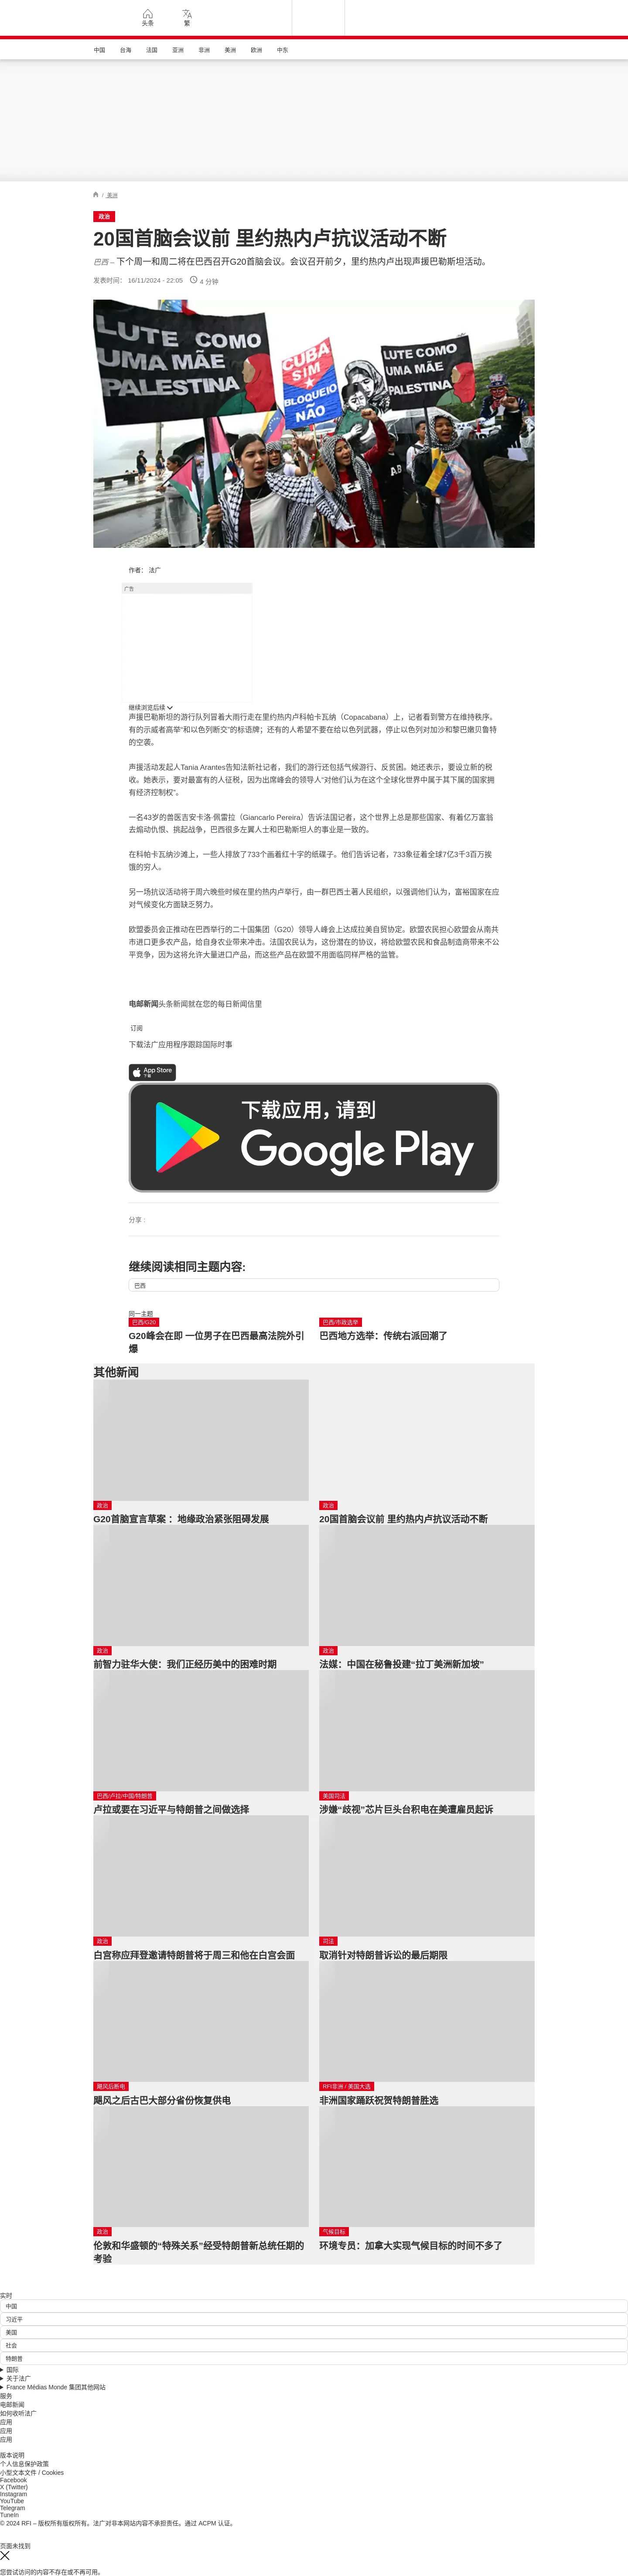 头条
繁
中国
台海
法国
亚洲
非洲
美洲
欧洲
中东
/ 美洲
政治
20国首脑会议前 里约热内卢抗议活动不断
巴西 – 下个周一和周二将在巴西召开G20首脑会议。会议召开前夕，里约热内卢出现声援巴勒斯坦活动。
发表时间： 16/11/2024 - 22:05
4 分钟
LUTE COMO
UMA MÃE
PALESTINA
CUBA
SIM
BLOQUEIO
NÃO
LUTE COMO
UMA MÃE
PALESTINA
作者： 法广
广告
继续浏览后续
声援巴勒斯坦的游行队列冒着大雨行走在里约热内卢科帕卡瓦纳（Copacabana）上，记者看到警方在维持秩序。
有的示威者高举“和以色列断交”的标语牌；还有的人希望不要在给以色列武器，停止以色列对加沙和黎巴嫩贝鲁特
的空袭。
声援活动发起人Tania Arantes告知法新社记者，我们的游行还包括气候游行、反贫困。她还表示，要设立新的税
收。她表示，要对最富有的人征税，因为出席峰会的领导人“对他们认为在这个全球化世界中属于其下属的国家拥
有经济控制权”。
一名43岁的兽医吉安卡洛·佩雷拉（Giancarlo Pereira）告诉法国记者，这个世界上总是那些国家、有着亿万富翁
去煽动仇恨、挑起战争，巴西很多左翼人士和巴勒斯坦人的事业是一致的。
在科帕卡瓦纳沙滩上，一些人排放了733个画着红十字的纸碟子。他们告诉记者，733象征着全球7亿3千3百万挨
饿的穷人。
另一场抗议活动将于周六晚些时候在里约热内卢举行，由一群巴西土著人民组织，以强调他们认为，富裕国家在应
对气候变化方面缺乏努力。
欧盟委员会正推动在巴西举行的二十国集团（G20）领导人峰会上达成拉美自贸协定。欧盟农民担心欧盟会从南共
市进口更多农产品，给自身农业带来冲击。法国农民认为，这份潜在的协议，将给欧盟农民和食品制造商带来不公
平竞争，因为这将允许大量进口产品，而这些产品在欧盟不用面临同样严格的监管。
电邮新闻头条新闻就在您的每日新闻信里
订阅
下载法广应用程序跟踪国际时事
App Store
下载
下载应用，请到
Google Play
分享 :
继续阅读相同主题内容:
巴西
同一主题
巴西/G20
G20峰会在即 一位男子在巴西最高法院外引
爆
巴西/市政选举
巴西地方选举：传统右派回潮了
其他新闻
政治
G20首脑宣言草案 ：地缘政治紧张阻碍发展
政治
20国首脑会议前 里约热内卢抗议活动不断
政治
前智力驻华大使：我们正经历美中的困难时期
政治
法媒：中国在秘鲁投建“拉丁美洲新加坡”
巴西/卢拉/中国/特朗普
卢拉或要在习近平与特朗普之间做选择
美国司法
涉嫌“歧视”芯片巨头台积电在美遭雇员起诉
政治
白宫称应拜登邀请特朗普将于周三和他在白宫会面
司法
取消针对特朗普诉讼的最后期限
飓风后断电
飓风之后古巴大部分省份恢复供电
RFI非洲 / 美国大选
非洲国家踊跃祝贺特朗普胜选
政治
伦敦和华盛顿的“特殊关系”经受特朗普新总统任期的
考验
气候目标
环境专员：加拿大实现气候目标的时间不多了
实时
中国
习近平
美国
社会
特朗普
国际
关于法广
France Médias Monde 集团其他网站
服务
电邮新闻
如何收听法广
应用
应用
应用
版本说明
个人信息保护政策
小型文本文件 / Cookies
Facebook
X (Twitter)
Instagram
YouTube
Telegram
TuneIn
© 2024 RFI – 版权所有版权所有。法广对非本网站内容不承担责任。通过 ACPM 认证。
页面未找到
您尝试访问的内容不存在或不再可用。